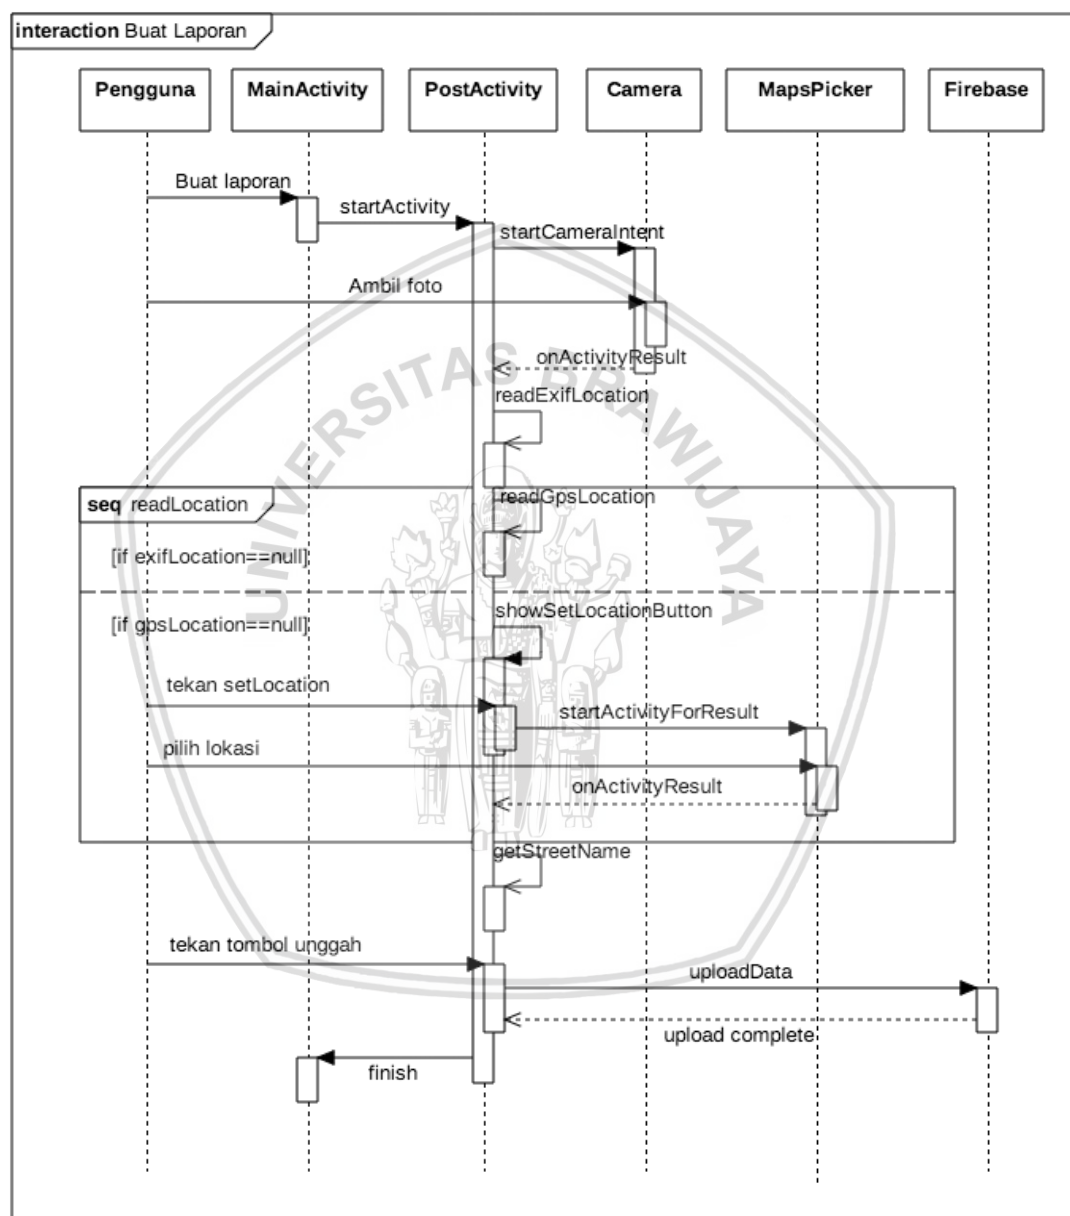 interaction Buat Laporan
Pengguna MainActivity PostActivity Camera MapsPicker Firebase
Buat laporan
startActivity
startCameraIntent
Ambil foto
onActivityResult
readExifLocation
seq readLocation
readGpsLocation
[if exifLocation==null]
showSetLocationButton
[if gpsLocation==null]
tekan setLocation
startActivityForResult
pilih lokasi
onActivityResult
getStreetName
tekan tombol unggah
uploadData
upload complete
finish
UNIVERSITAS BRAWIJAYA